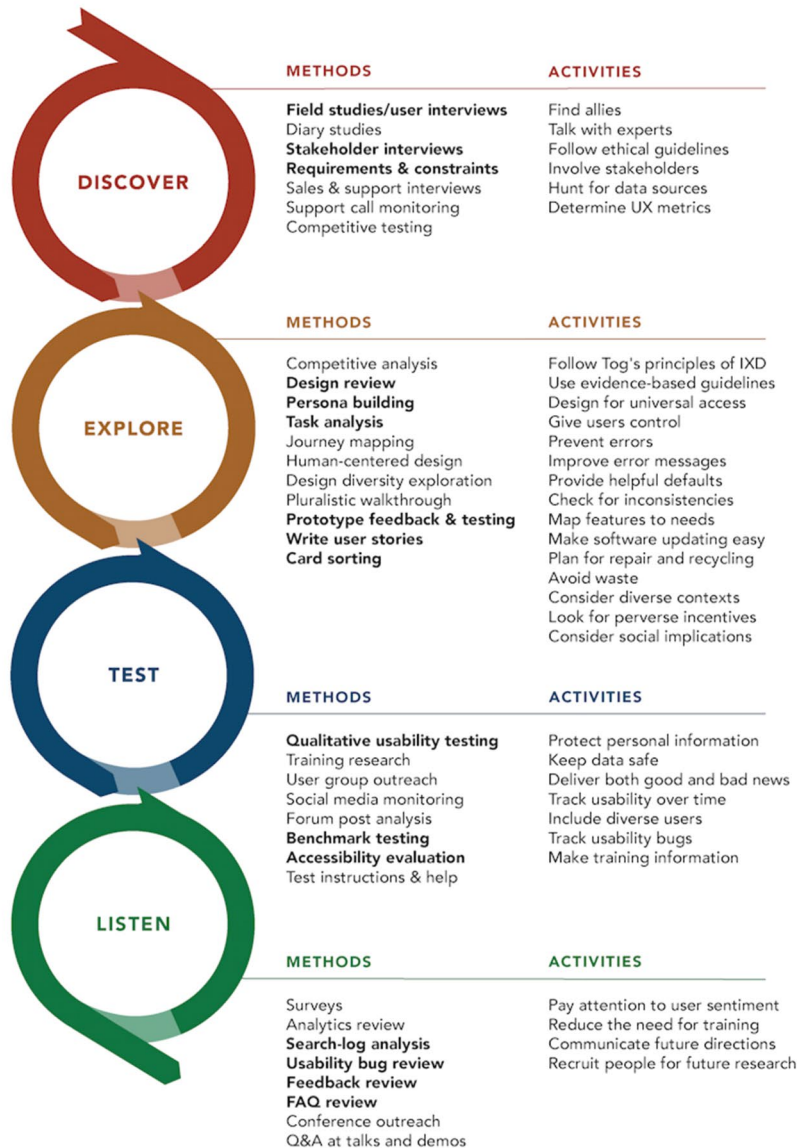 DISCOVER
METHODS
Field studies/user interviews
Diary studies
Stakeholder interviews
Requirements & constraints
Sales & support interviews
Support call monitoring
Competitive testing
ACTIVITIES
Find allies
Talk with experts
Follow ethical guidelines
Involve stakeholders
Hunt for data sources
Determine UX metrics
EXPLORE
METHODS
Competitive analysis
Design review
Persona building
Task analysis
Journey mapping
Human-centered design
Design diversity exploration
Pluralistic walkthrough
Prototype feedback & testing
Write user stories
Card sorting
ACTIVITIES
Follow Tog's principles of IXD
Use evidence-based guidelines
Design for universal access
Give users control
Prevent errors
Improve error messages
Provide helpful defaults
Check for inconsistencies
Map features to needs
Make software updating easy
Plan for repair and recycling
Avoid waste
Consider diverse contexts
Look for perverse incentives
Consider social implications
TEST
METHODS
Qualitative usability testing
Training research
User group outreach
Social media monitoring
Forum post analysis
Benchmark testing
Accessibility evaluation
Test instructions & help
ACTIVITIES
Protect personal information
Keep data safe
Deliver both good and bad news
Track usability over time
Include diverse users
Track usability bugs
Make training information
LISTEN
METHODS
Surveys
Analytics review
Search-log analysis
Usability bug review
Feedback review
FAQ review
Conference outreach
Q&A at talks and demos
ACTIVITIES
Pay attention to user sentiment
Reduce the need for training
Communicate future directions
Recruit people for future research